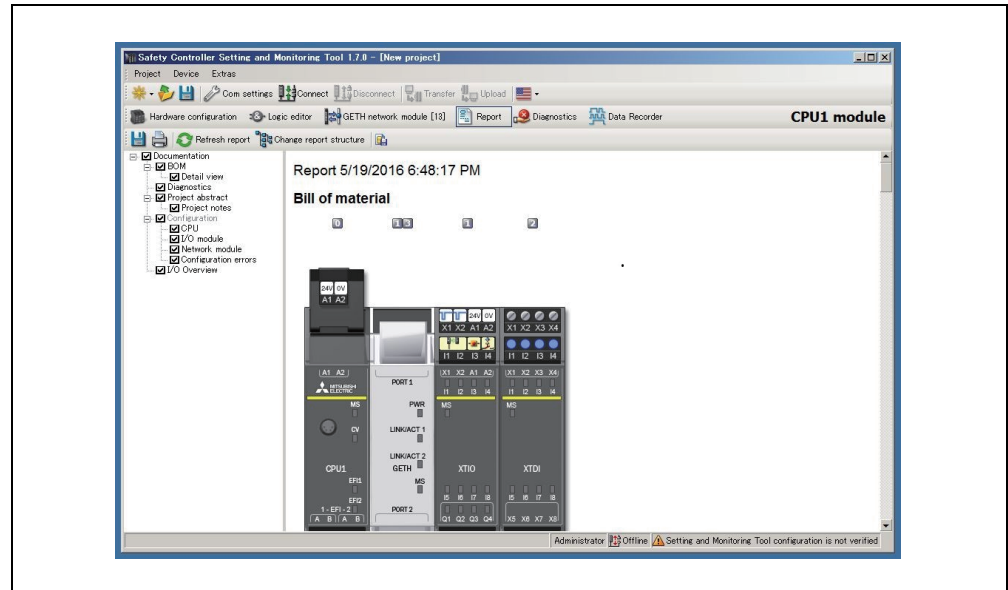 Safety Controller Setting and Monitoring Tool 1.7.0 - [New project]
Project Device Extras
Com settings Connect Disconnect Transfer Upload
Hardware configuration Logic editor GETH network module [13] Report Diagnostics Data Recorder CPU1 module
Refresh report Change report structure
Documentation
BOM
Detail view
Diagnostics
Project abstract
Project notes
Configuration
CPU
I/O module
Network module
Configuration errors
I/O Overview
Report 5/19/2016 6:48:17 PM
Bill of material
0 13 1 2
24V 0V
A1 A2
24V 0V
X1 X2 A1 A2 X1 X2 X3 X4
I1 I2 I3 I4 I1 I2 I3 I4
A1 A2 X1 X2 A1 A2 X1 X2 X3 X4
MITSUBISHI ELECTRIC PORT 1 I1 I2 I3 I4 I1 I2 I3 I4
MS PWR MS MS
CV LINK/ACT 1
LINK/ACT 2
CPU1 GETH XTIO XTDI
EFI1 MS
EFI2 I5 I6 I7 I8 I5 I6 I7 I8
1 - EFI - 2 PORT 2
A B A B Q1 Q2 Q3 Q4 X5 X6 X7 X8
Administrator Offline Setting and Monitoring Tool configuration is not verified